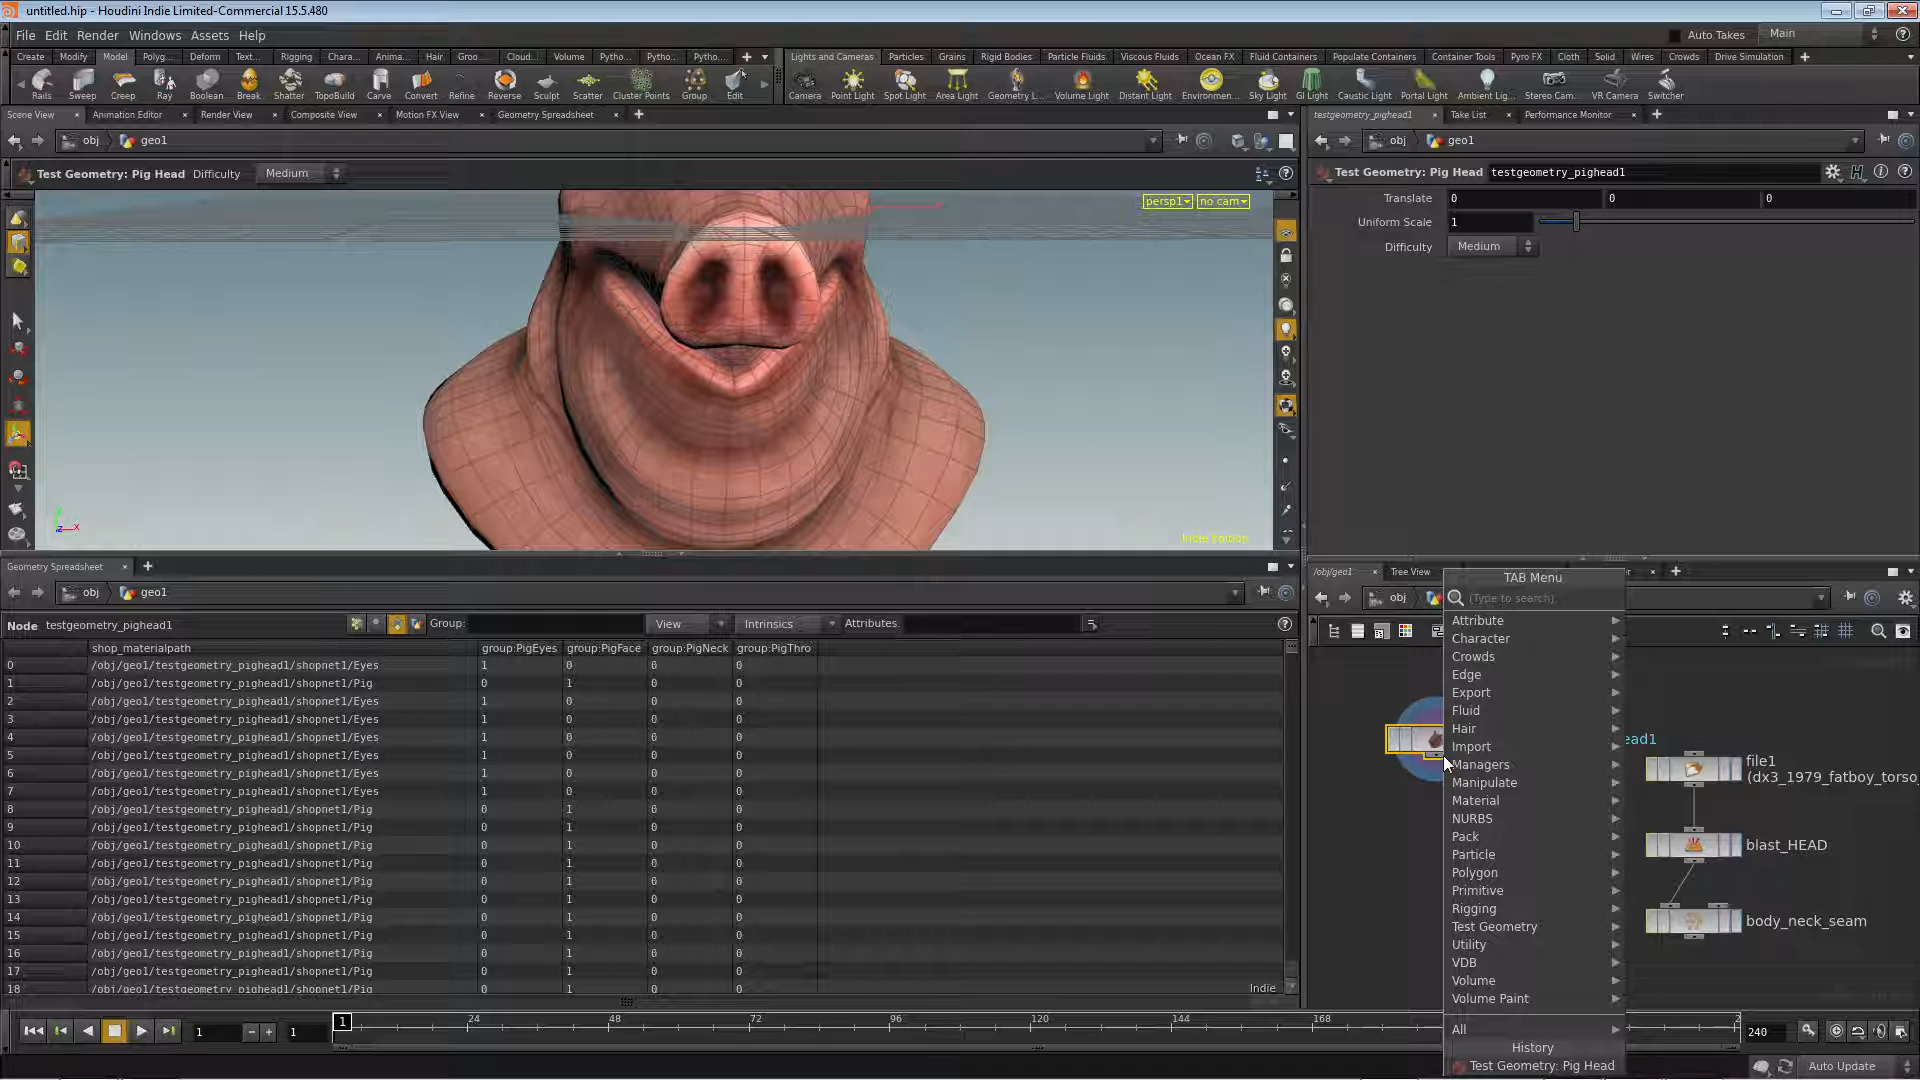 untitled.hip - Houdini Indie Limited-Commercial 15.5.480
File Edit Render Windows Assets Help
Auto Takes Main
Create Modify Model Polyg... Deform Text... Rigging Chara... Anima... Hair Groo... Cloud... Volume Pytho... Pytho... Pytho...
Lights and Cameras Particles Grains Rigid Bodies Particle Fluids Viscous Fluids Ocean FX Fluid Containers Populate Containers Container Tools Pyro FX Cloth Solid Wires Crowds Drive Simulation
Rails Sweep Creep Ray Boolean Break Shatter TopoBuild Carve Convert Refine Reverse Sculpt Scatter Cluster Points Group Edit
Camera Point Light Spot Light Area Light Geometry L... Volume Light Distant Light Environmen... Sky Light GI Light Caustic Light Portal Light Ambient Lig... Stereo Cam... VR Camera Switcher
Scene View Animation Editor Render View Composite View Motion FX View Geometry Spreadsheet
testgeometry_pighead1 Take List Performance Monitor
obj geo1
obj geo1
Test Geometry: Pig Head Difficulty Medium
Test Geometry: Pig Head testgeometry_pighead1
Translate 0 0 0
Uniform Scale 1
Difficulty Medium
persp1 no cam
z x
Indie Edition
Geometry Spreadsheet
obj geo1
Node testgeometry_pighead1 Group: View Intrinsics Attributes:
shop_materialpath group:PigEyes group:PigFace group:PigNeck group:PigThro
0 /obj/geo1/testgeometry_pighead1/shopnet1/Eyes 1 0 0 0
1 /obj/geo1/testgeometry_pighead1/shopnet1/Pig 0 1 0 0
2 /obj/geo1/testgeometry_pighead1/shopnet1/Eyes 1 0 0 0
3 /obj/geo1/testgeometry_pighead1/shopnet1/Eyes 1 0 0 0
4 /obj/geo1/testgeometry_pighead1/shopnet1/Eyes 1 0 0 0
5 /obj/geo1/testgeometry_pighead1/shopnet1/Eyes 1 0 0 0
6 /obj/geo1/testgeometry_pighead1/shopnet1/Eyes 1 0 0 0
7 /obj/geo1/testgeometry_pighead1/shopnet1/Eyes 1 0 0 0
8 /obj/geo1/testgeometry_pighead1/shopnet1/Pig 0 1 0 0
9 /obj/geo1/testgeometry_pighead1/shopnet1/Pig 0 1 0 0
10 /obj/geo1/testgeometry_pighead1/shopnet1/Pig 0 1 0 0
11 /obj/geo1/testgeometry_pighead1/shopnet1/Pig 0 1 0 0
12 /obj/geo1/testgeometry_pighead1/shopnet1/Pig 0 1 0 0
13 /obj/geo1/testgeometry_pighead1/shopnet1/Pig 0 1 0 0
14 /obj/geo1/testgeometry_pighead1/shopnet1/Pig 0 1 0 0
15 /obj/geo1/testgeometry_pighead1/shopnet1/Pig 0 1 0 0
16 /obj/geo1/testgeometry_pighead1/shopnet1/Pig 0 1 0 0
17 /obj/geo1/testgeometry_pighead1/shopnet1/Pig 0 1 0 0
18 /obj/geo1/testgeometry_pighead1/shopnet1/Pig 0 1 0 0
Indie
/obj/geo1 Tree View
obj
TAB Menu
(Type to search)
Attribute
Character
Crowds
Edge
Export
Fluid
Hair
Import
Managers
Manipulate
Material
NURBS
Pack
Particle
Polygon
Primitive
Rigging
Test Geometry
Utility
VDB
Volume
Volume Paint
All
History
Test Geometry: Pig Head
ead1
file1
(dx3_1979_fatboy_torso
blast_HEAD
body_neck_seam
1 1 1 24 48 72 96 120 144 168 240
Auto Update